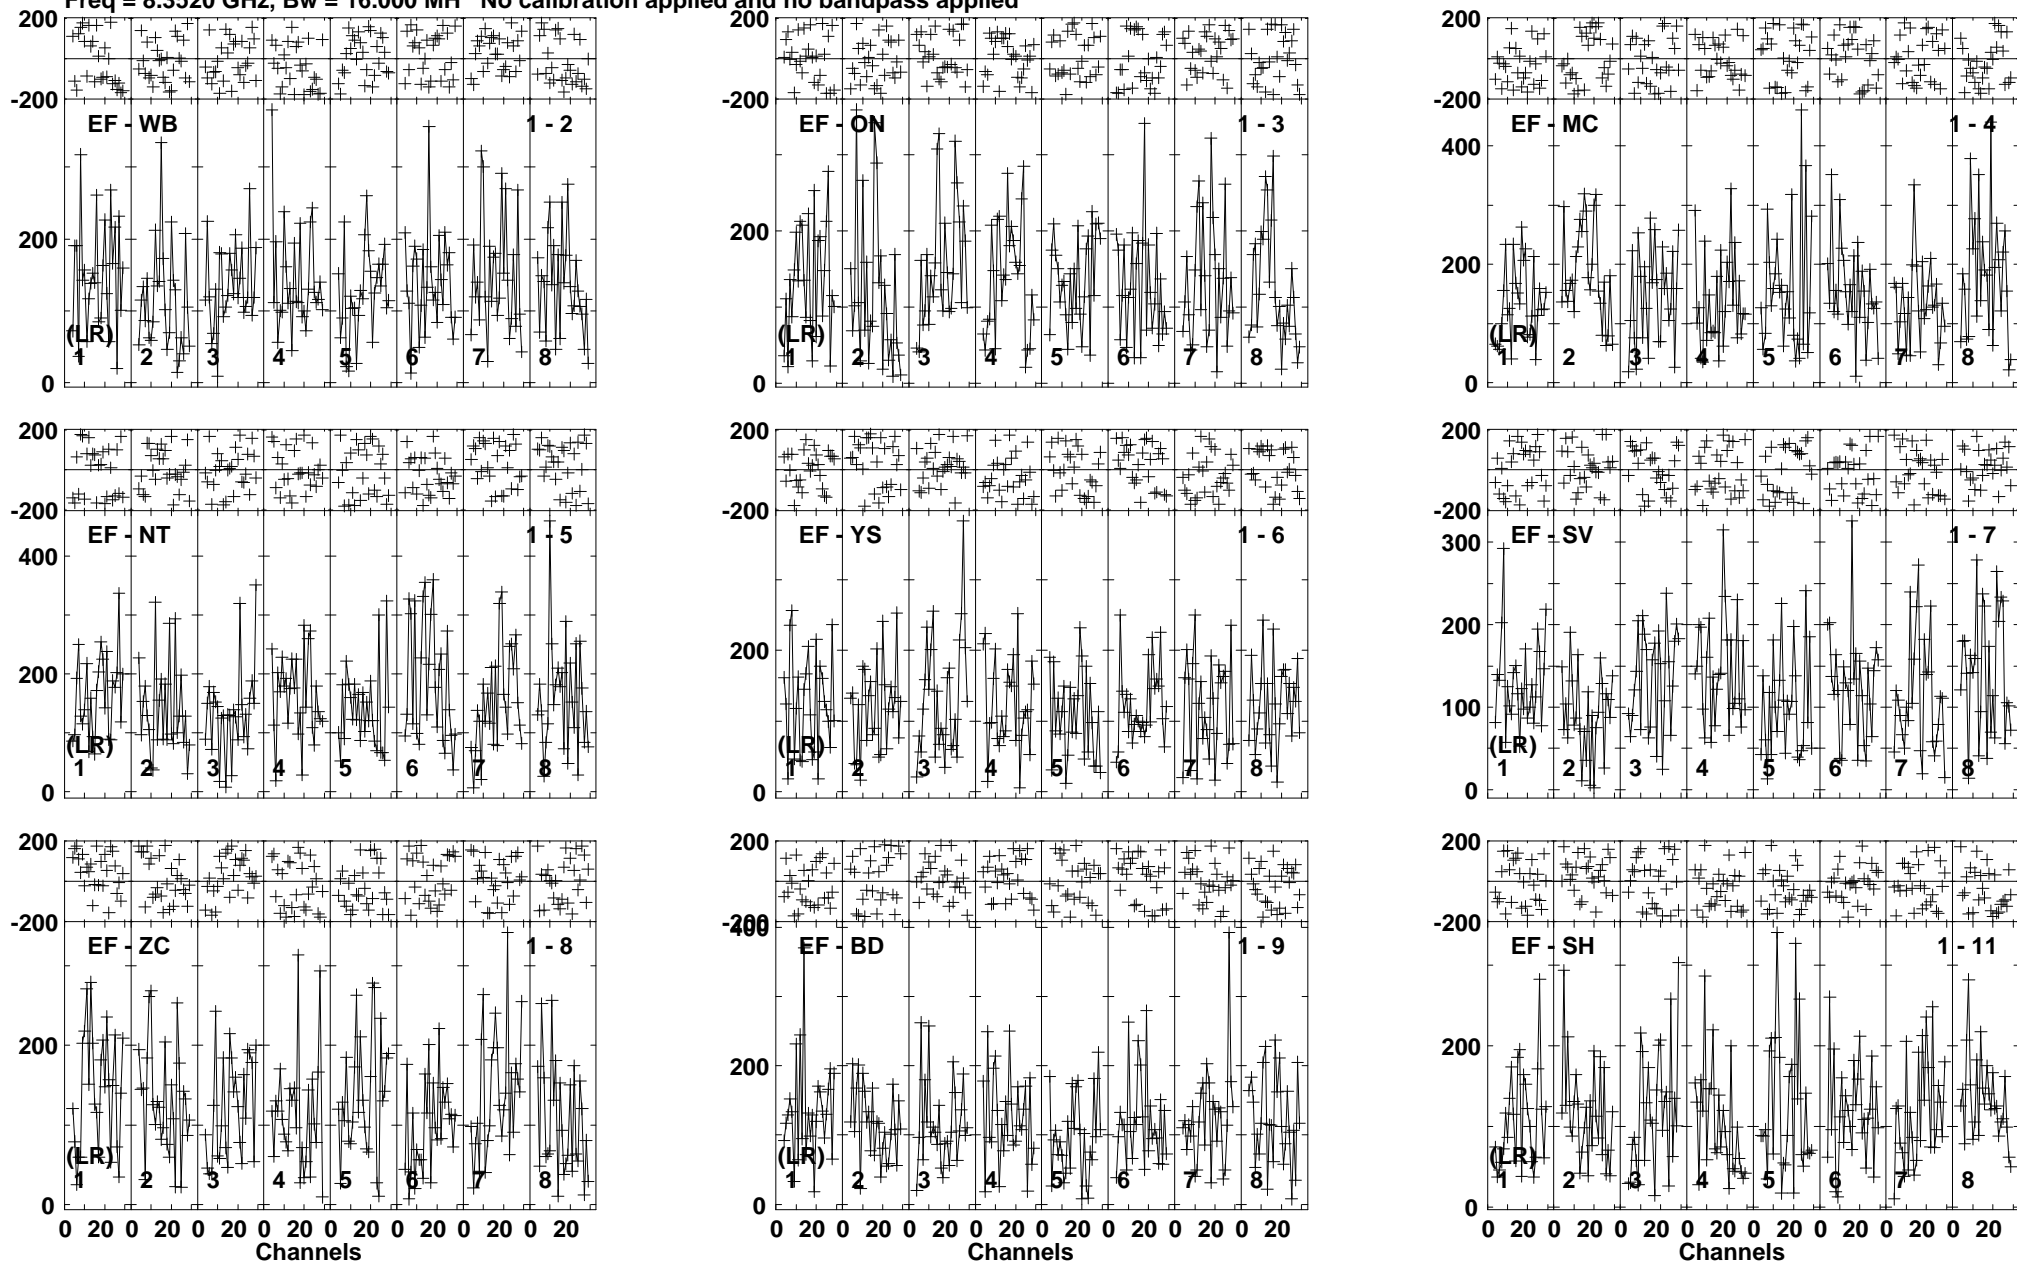 Freq = 8.3520 GHz, Bw = 16.000 MH No calibration applied and no bandpass applied
200 200 200
-200 -200 -200
EF - WB 1 - 2 EF - ON 1 - 3 EF - MC 1 - 4
400
200 200 200
(LR) (LR) (LR)
1 2 3 4 5 6 7 8 1 2 3 4 5 6 7 8 1 2 3 4 5 6 7 8
0 0 0
200 200 200
-200 -200 -200
EF - NT 1 - 5 EF - YS 1 - 6 EF - SV 1 - 7
400 300
200 200 200
100
(LR) (LR) (LR)
1 2 3 4 5 6 7 8 1 2 3 4 5 6 7 8 1 2 3 4 5 6 7 8
0 0 0
200 200 200
-200 -200 -200
400
EF - ZC 1 - 8 EF - BD 1 - 9 EF - SH 1 - 11
200 200 200
(LR) (LR) (LR)
1 2 3 4 5 6 7 8 1 2 3 4 5 6 7 8 1 2 3 4 5 6 7 8
0 0 0
0 20 0 20 0 20 0 20 0 20 0 20 0 20 0 20 0 20 0 20 0 20 0 20 0 20 0 20 0 20 0 20 0 20 0 20 0 20 0 20 0 20 0 20 0 20 0 20
Channels Channels Channels